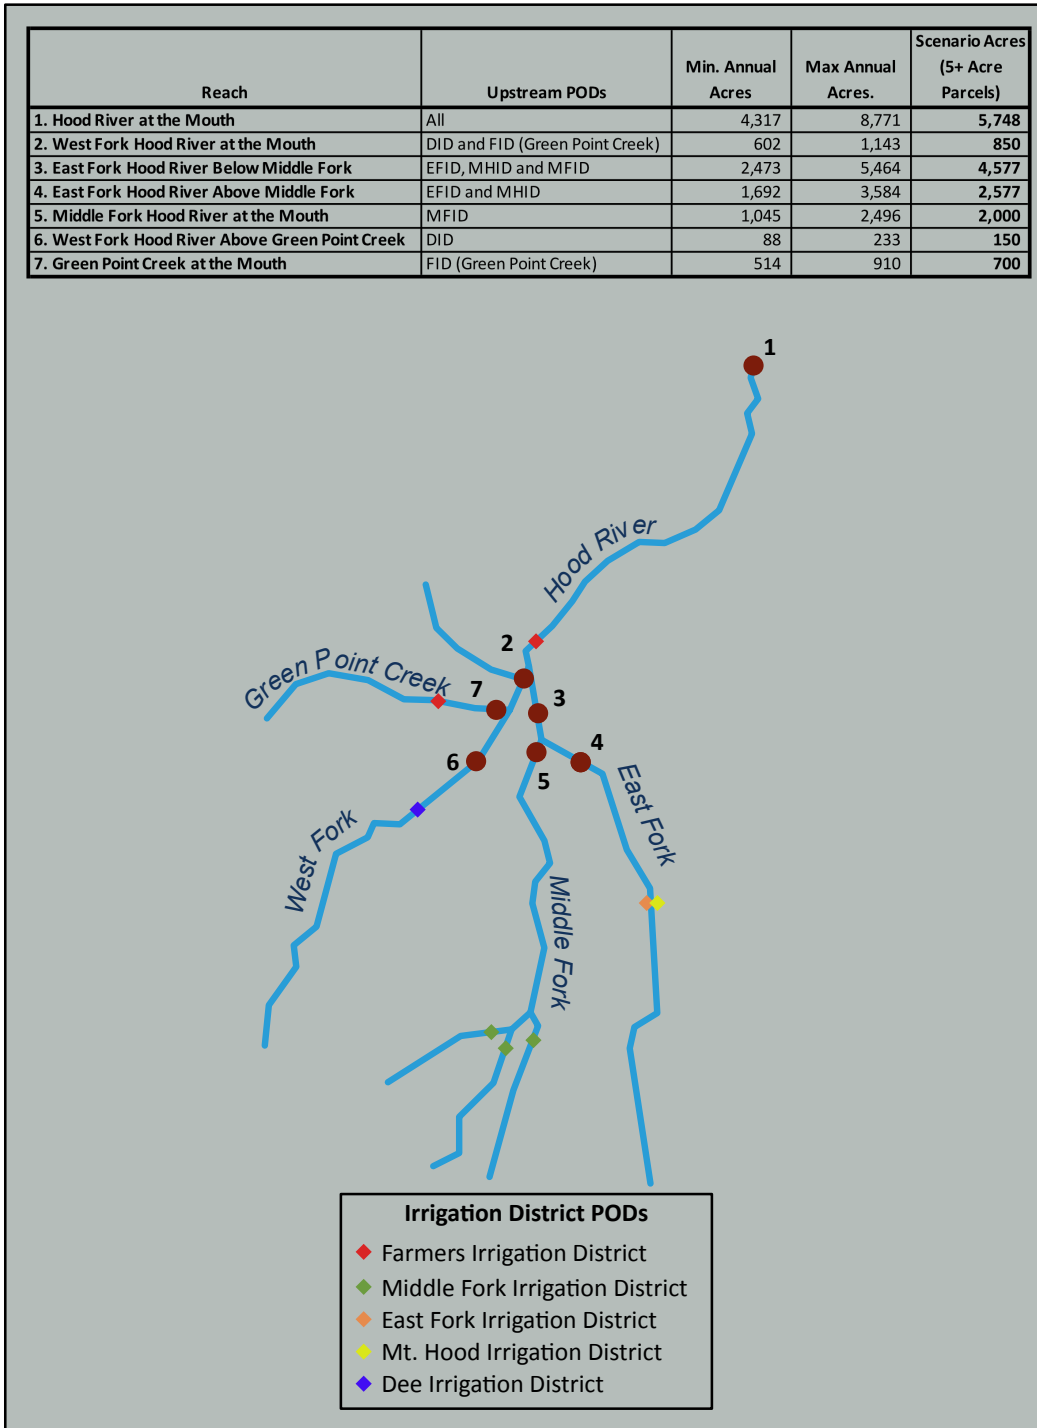 Reach Upstream PODs Min. Annual Acres Max Annual Acres. Scenario Acres (5+ Acre Parcels)
1. Hood River at the Mouth All 4,317 8,771 5,748
2. West Fork Hood River at the Mouth DID and FID (Green Point Creek) 602 1,143 850
3. East Fork Hood River Below Middle Fork EFID, MHID and MFID 2,473 5,464 4,577
4. East Fork Hood River Above Middle Fork EFID and MHID 1,692 3,584 2,577
5. Middle Fork Hood River at the Mouth MFID 1,045 2,496 2,000
6. West Fork Hood River Above Green Point Creek DID 88 233 150
7. Green Point Creek at the Mouth FID (Green Point Creek) 514 910 700
1
Hood River
2
Green Point Creek
7
3
4
6
5
East Fork
West Fork
Middle Fork
Irrigation District PODs
Farmers Irrigation District
Middle Fork Irrigation District
East Fork Irrigation District
Mt. Hood Irrigation District
Dee Irrigation District